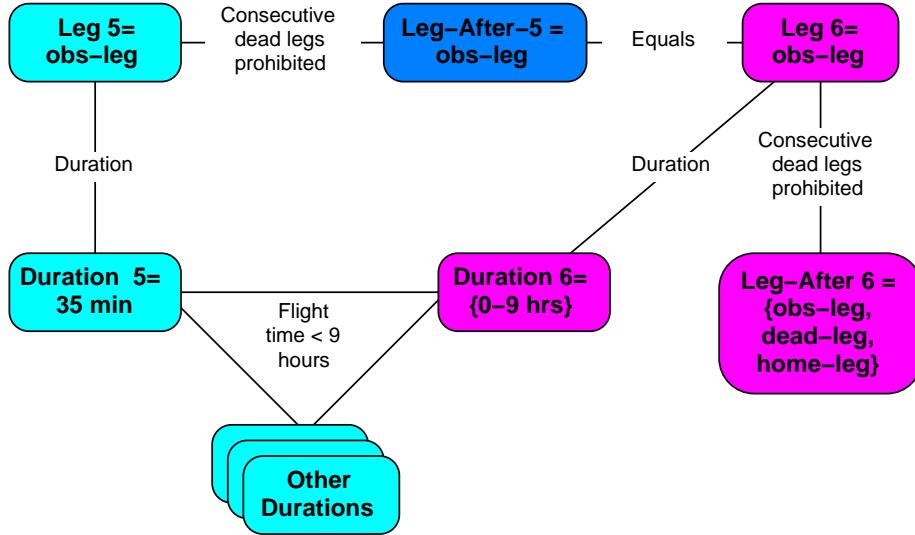 Leg 5=
obs−leg
Consecutive
dead legs
prohibited
Leg−After−5 =
obs−leg
Equals
Leg 6=
obs−leg
Duration
Duration
Consecutive
dead legs
prohibited
Duration  5=
35 min
Flight
time < 9
hours
Duration 6=
{0−9 hrs}
Leg−After 6 =
{obs−leg,
dead−leg,
home−leg}
Other
Durations